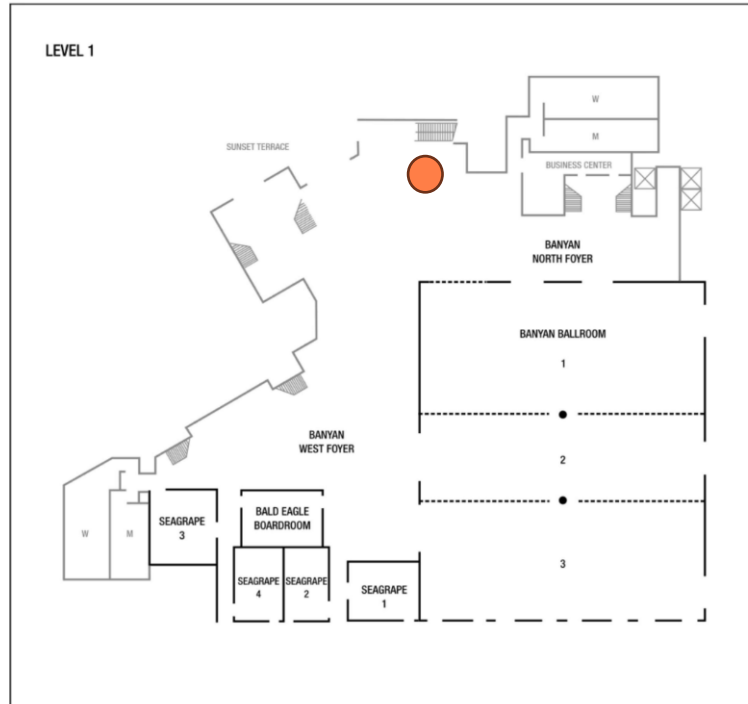 LEVEL 1
W
M
SUNSET TERRACE
BUSINESS CENTER
BANYAN
NORTH FOYER
BANYAN BALLROOM
1
BANYAN
WEST FOYER
2
W
M
SEAGRAPE
3
BALD EAGLE
BOARDROOM
SEAGRAPE
4
SEAGRAPE
2
SEAGRAPE
1
3